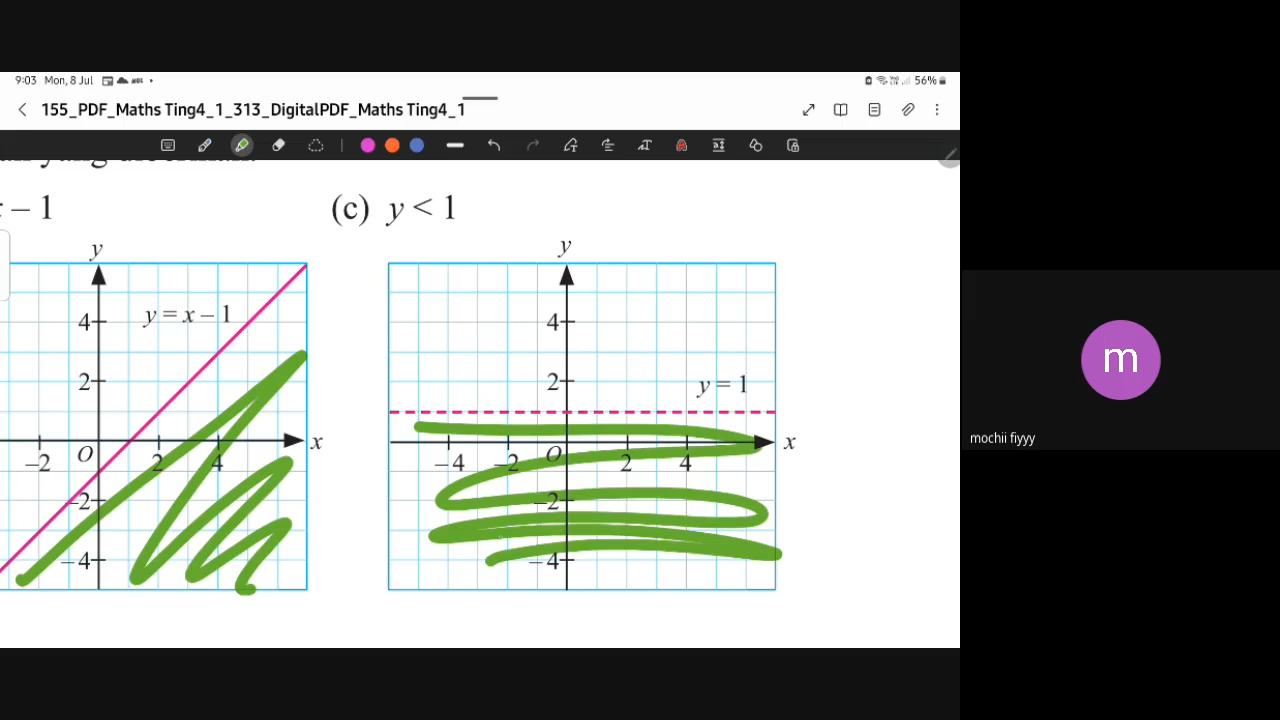 9:03 Mon, 8 Jul
56%
155_PDF_Maths Ting4_1_313_DigitalPDF_Maths Ting4_1
– 1
(c) y < 1
y
y = x – 1
4
2
O
x
–2
2
4
–2
–4
y
4
2
y = 1
O
x
–4
–2
2
4
–2
–4
m
mochii fiyyy